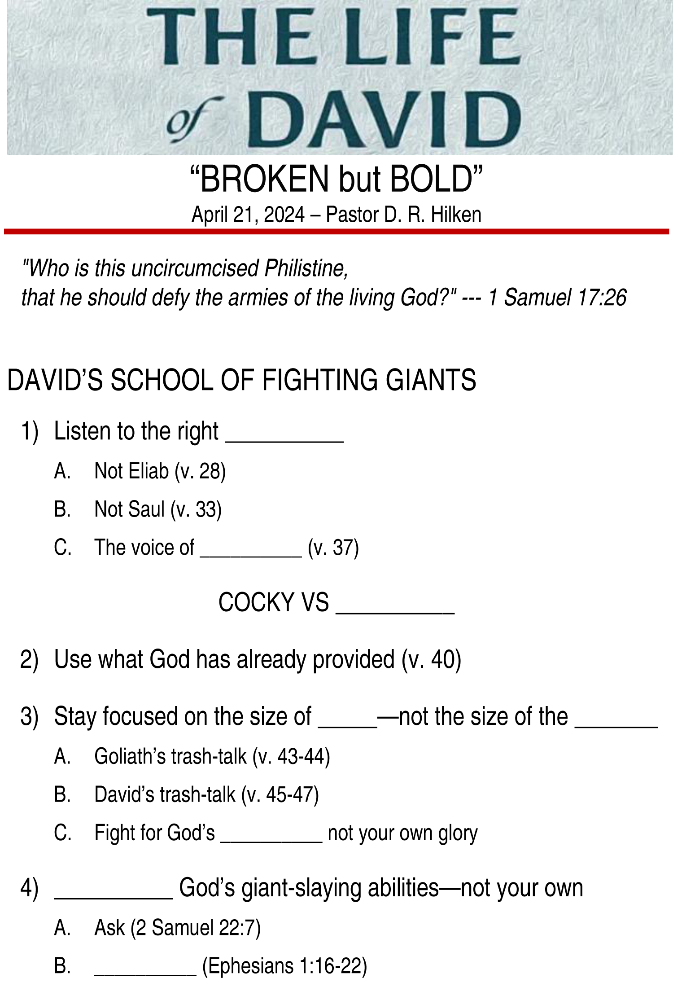 THE LIFE
of DAVID
“BROKEN but BOLD”
April 21, 2024 – Pastor D. R. Hilken
"Who is this uncircumcised Philistine,
that he should defy the armies of the living God?" --- 1 Samuel 17:26
DAVID’S SCHOOL OF FIGHTING GIANTS
1) Listen to the right __________
A. Not Eliab (v. 28)
B. Not Saul (v. 33)
C. The voice of __________ (v. 37)
COCKY VS __________
2) Use what God has already provided (v. 40)
3) Stay focused on the size of _____—not the size of the _______
A. Goliath’s trash-talk (v. 43-44)
B. David’s trash-talk (v. 45-47)
C. Fight for God’s __________ not your own glory
4) __________ God’s giant-slaying abilities—not your own
A. Ask (2 Samuel 22:7)
B. __________ (Ephesians 1:16-22)